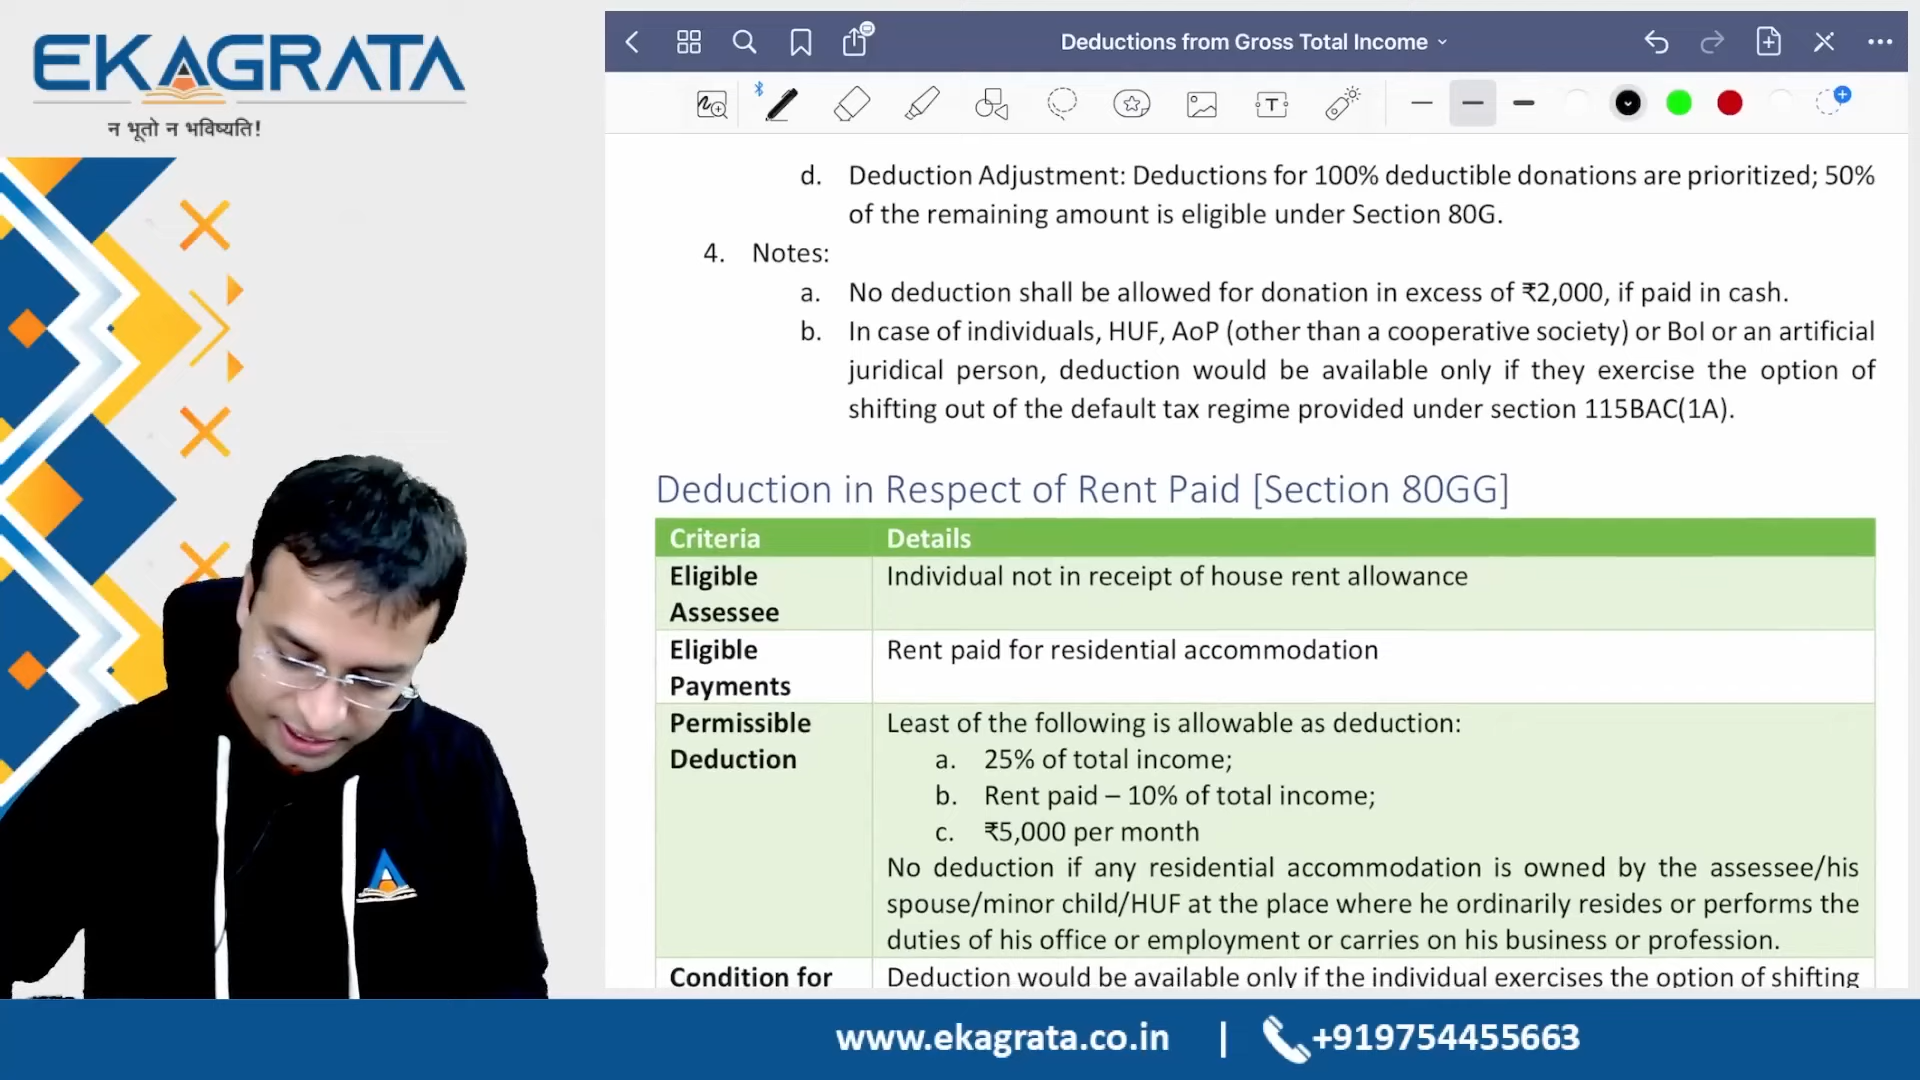 EKAGRATA
न भूतो न भविष्यति!
Deductions from Gross Total Income
d. Deduction Adjustment: Deductions for 100% deductible donations are prioritized; 50%
of the remaining amount is eligible under Section 80G.
4. Notes:
a. No deduction shall be allowed for donation in excess of ₹2,000, if paid in cash.
b. In case of individuals, HUF, AoP (other than a cooperative society) or BoI or an artificial
juridical person, deduction would be available only if they exercise the option of
shifting out of the default tax regime provided under section 115BAC(1A).
Deduction in Respect of Rent Paid [Section 80GG]
Criteria Details
Eligible Assessee Individual not in receipt of house rent allowance
Eligible Payments Rent paid for residential accommodation
Permissible Deduction Least of the following is allowable as deduction:
a. 25% of total income;
b. Rent paid – 10% of total income;
c. ₹5,000 per month
No deduction if any residential accommodation is owned by the assessee/his
spouse/minor child/HUF at the place where he ordinarily resides or performs the
duties of his office or employment or carries on his business or profession.
Condition for Deduction would be available only if the individual exercises the option of shifting
www.ekagrata.co.in | +919754455663